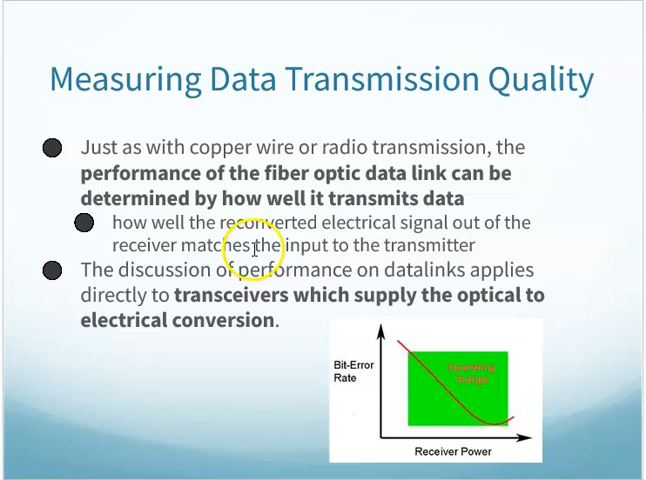 Measuring Data Transmission Quality
Just as with copper wire or radio transmission, the
performance of the fiber optic data link can be
determined by how well it transmits data
how well the reconverted electrical signal out of the
receiver matches the input to the transmitter
The discussion of performance on datalinks applies
directly to transceivers which supply the optical to
electrical conversion.
Bit-Error
Rate
Operating
Range
Receiver Power